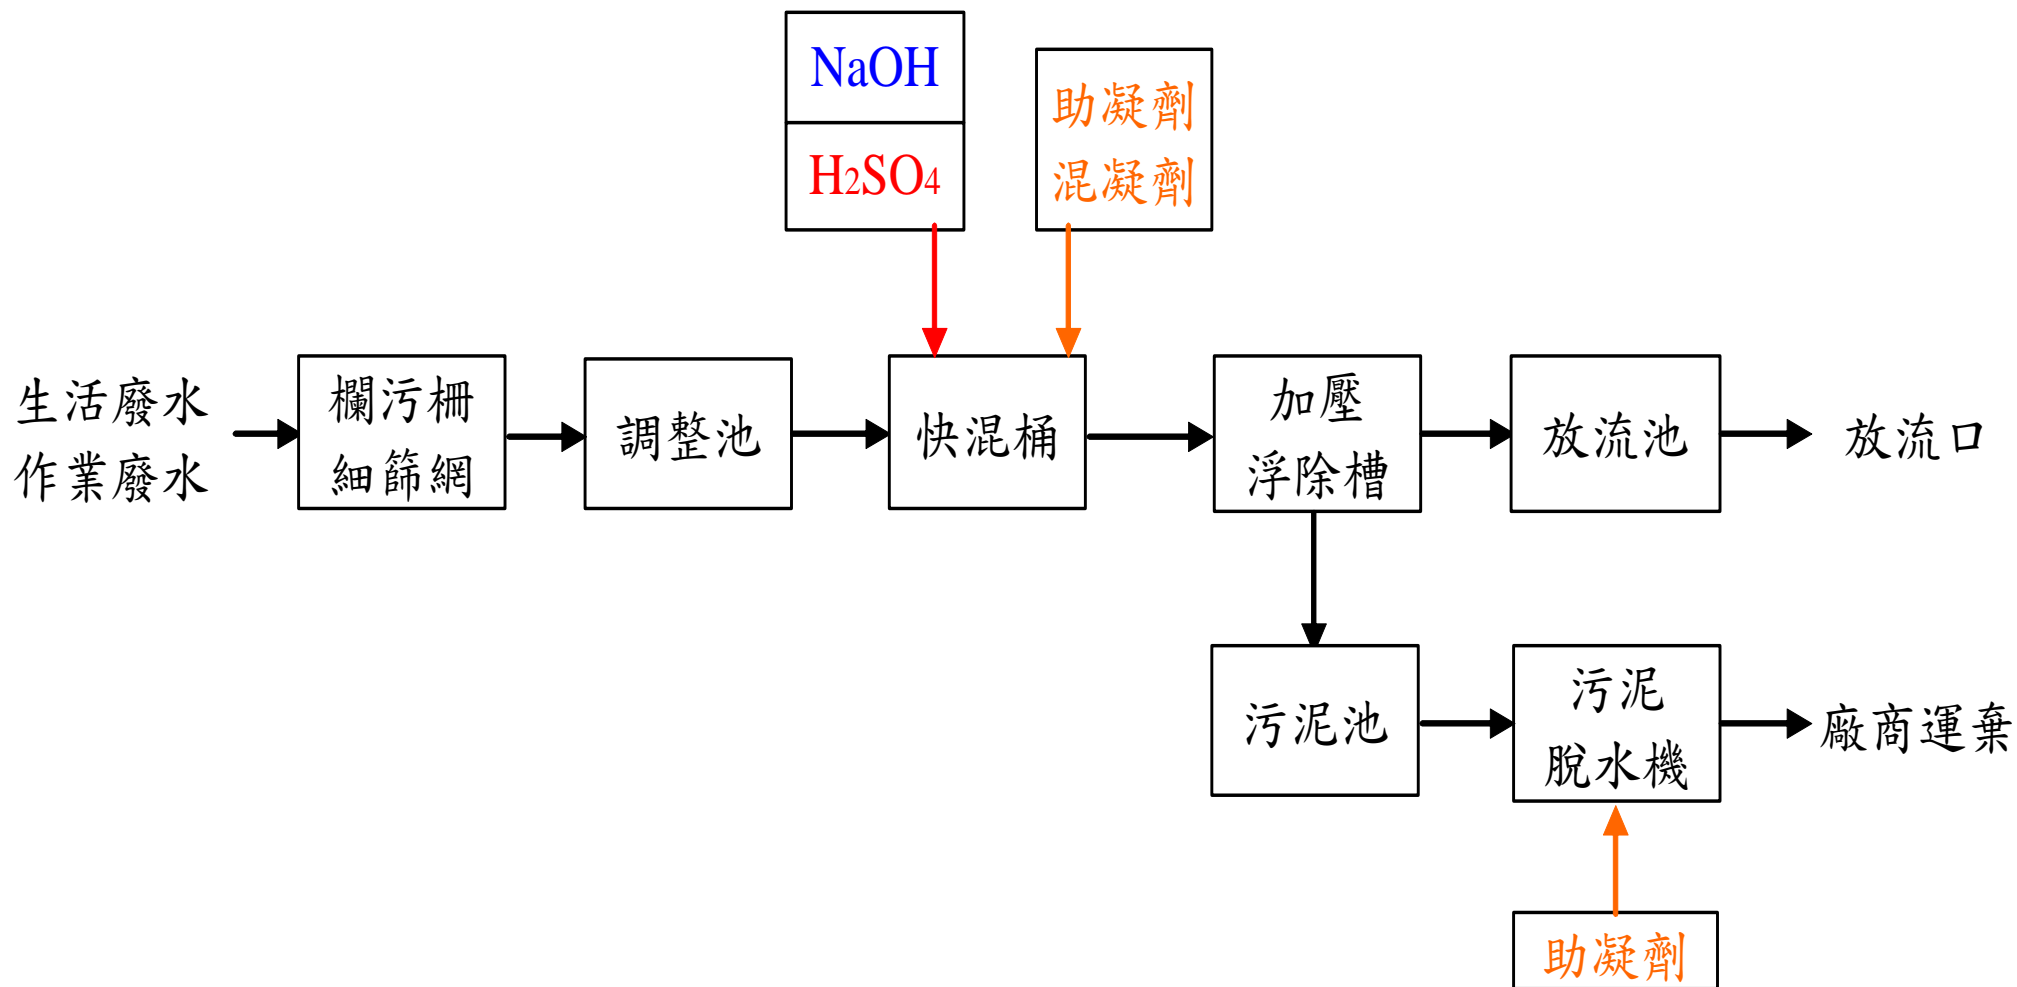 NaOH
H2SO4
助凝劑
混凝劑
生活廢水
作業廢水
欄污柵
細篩網
調整池
快混桶
加壓
浮除槽
放流池
放流口
污泥池
污泥
脫水機
廠商運棄
助凝劑